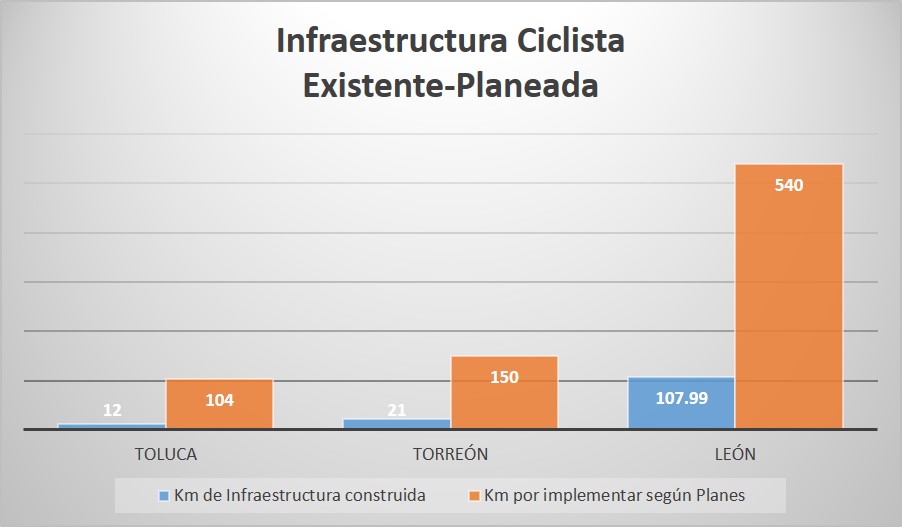 Infraestructura Ciclista
Existente-Planeada
540
150
107.99
104
21
12
TOLUCA TORREÓN LEÓN
Km de Infraestructura construida Km por implementar según Planes